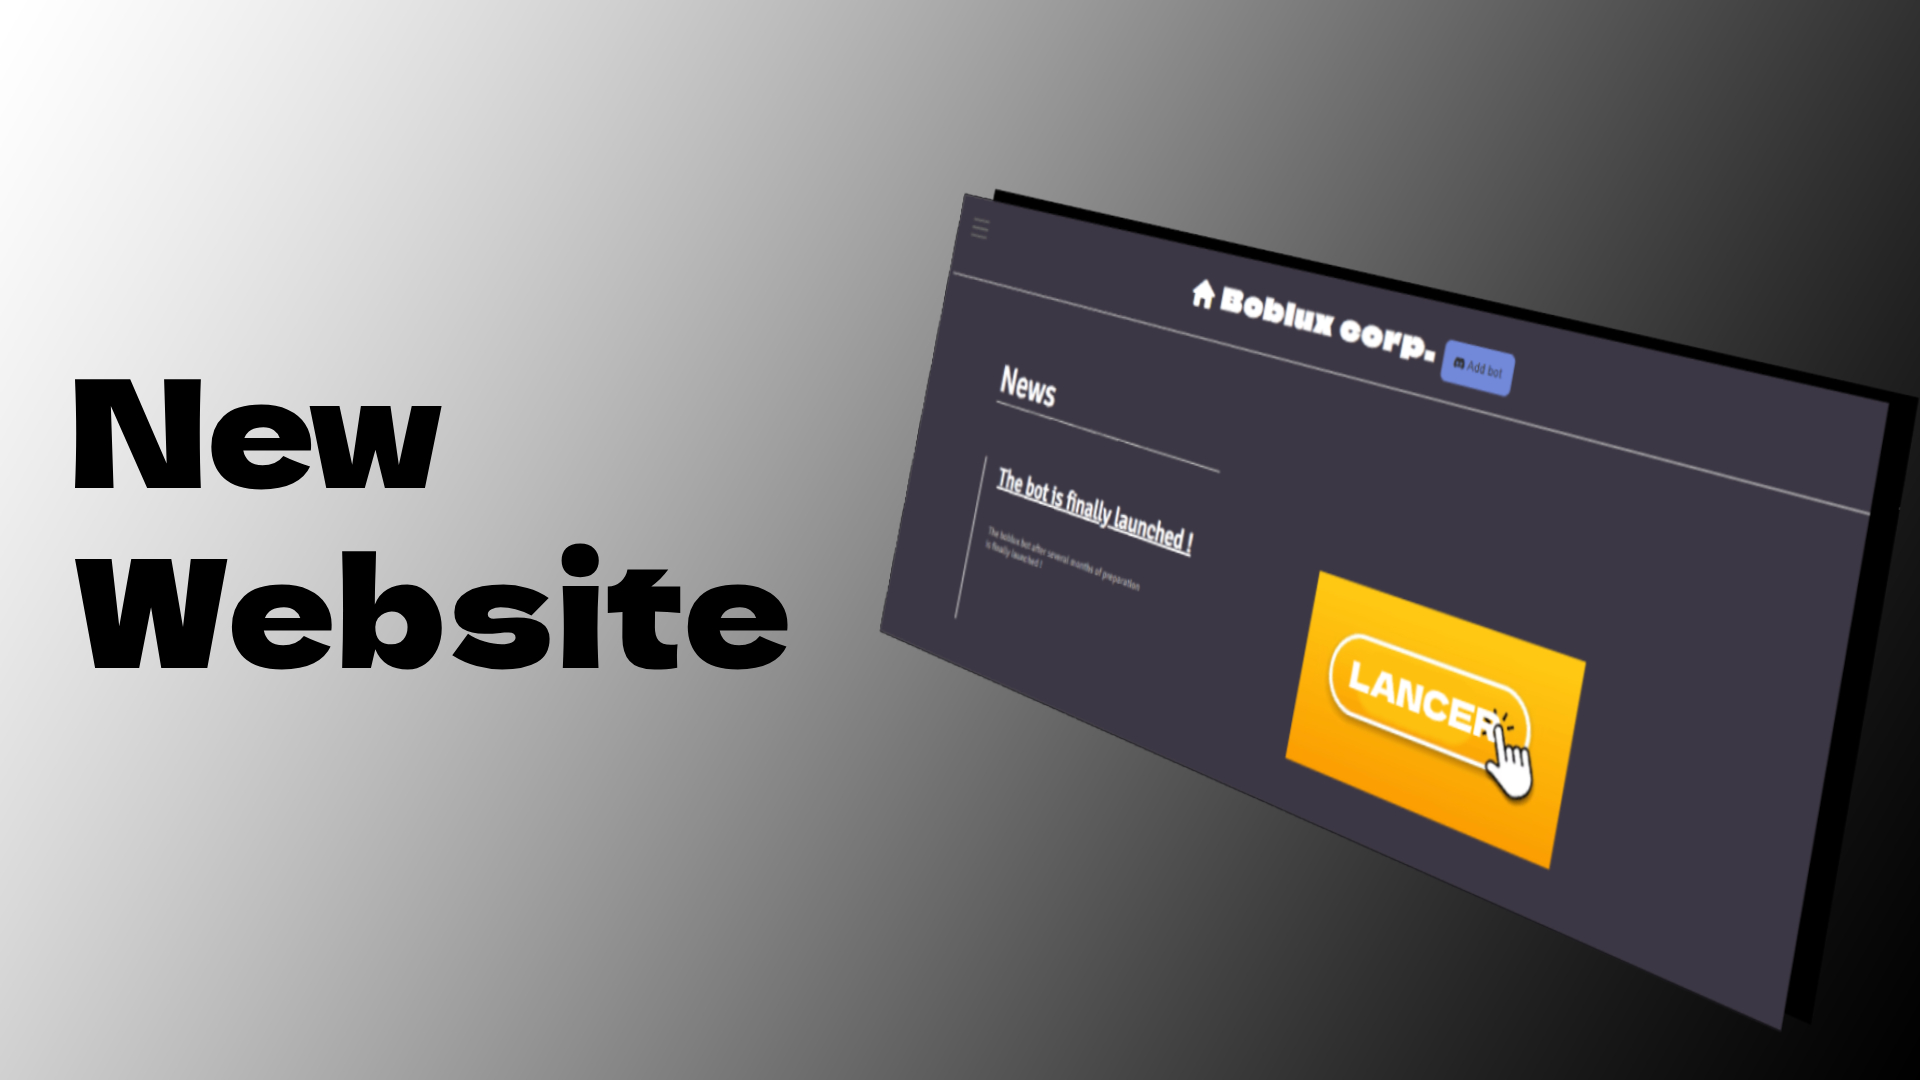 New
Website
Boblux corp.
Add bot
News
The bot is finally launched !
The boblux bot after several months of preparation
is finally launched !
LANCER